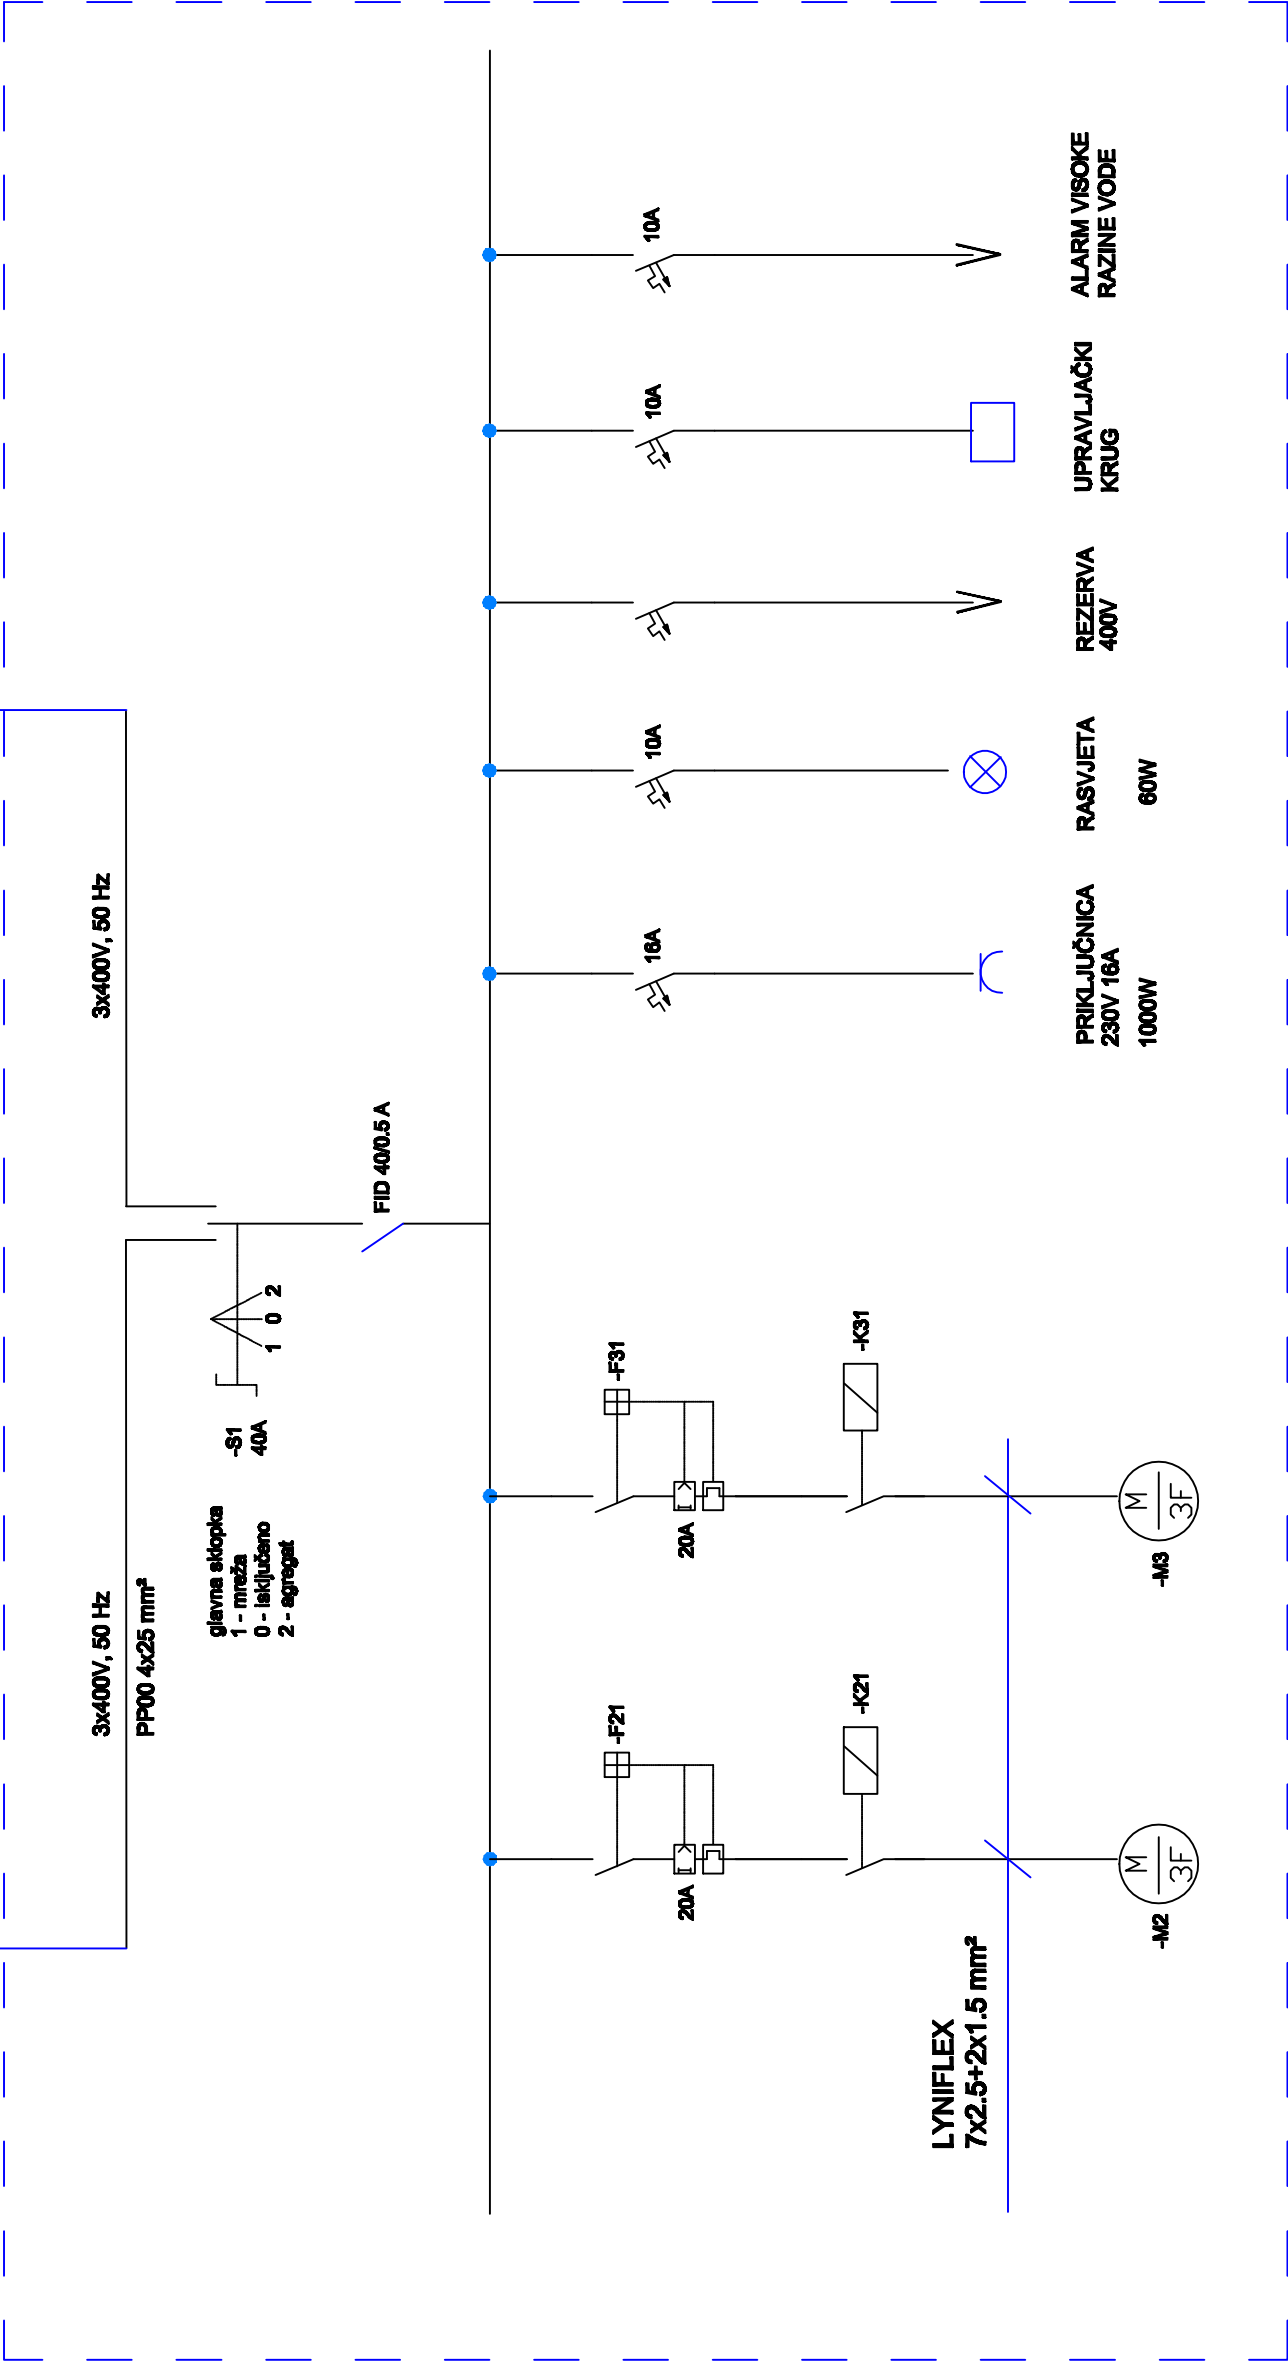 3x400V, 50 Hz
PP00 4x25 mm²
3x400V, 50 Hz
glavna sklopka
1 - mreža
0 - isključeno
2 - agregat
-S1
40A
1
0
2
FID 40/0.5 A
-F21
20A
-K21
-M2
M
3F
-F31
20A
-K31
-M3
M
3F
LYNIFLEX
7x2.5+2x1.5 mm²
16A
PRIKLJUČNICA
230V 16A
1000W
10A
RASVJETA
60W
REZERVA
400V
10A
UPRAVLJAČKI
KRUG
10A
ALARM VISOKE
RAZINE VODE